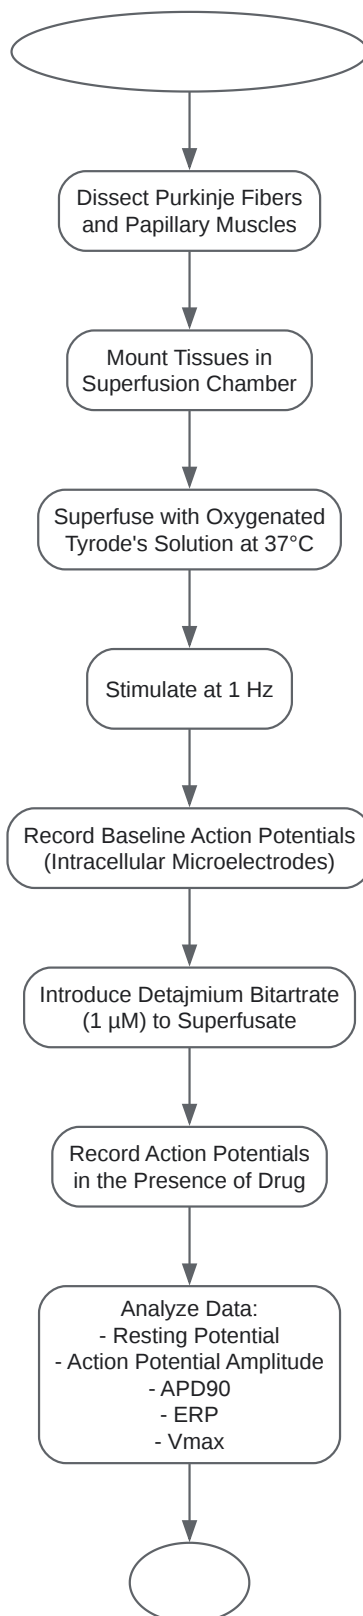 Dissect Purkinje Fibers
and Papillary Muscles
Mount Tissues in
Superfusion Chamber
Superfuse with Oxygenated
Tyrode's Solution at 37°C
Stimulate at 1 Hz
Record Baseline Action Potentials
(Intracellular Microelectrodes)
Introduce Detajmium Bitartrate
(1 µM) to Superfusate
Record Action Potentials
in the Presence of Drug
Analyze Data:
- Resting Potential
- Action Potential Amplitude
- APD90
- ERP
- Vmax